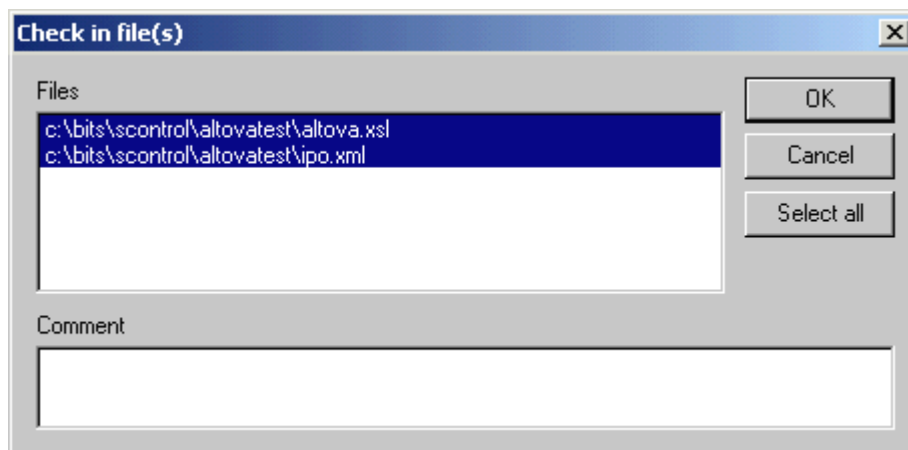 Check in file(s)
Files
c:\bits\scontrol\altovatest\altova.xsl
c:\bits\scontrol\altovatest\ipo.xml
OK
Cancel
Select all
Comment